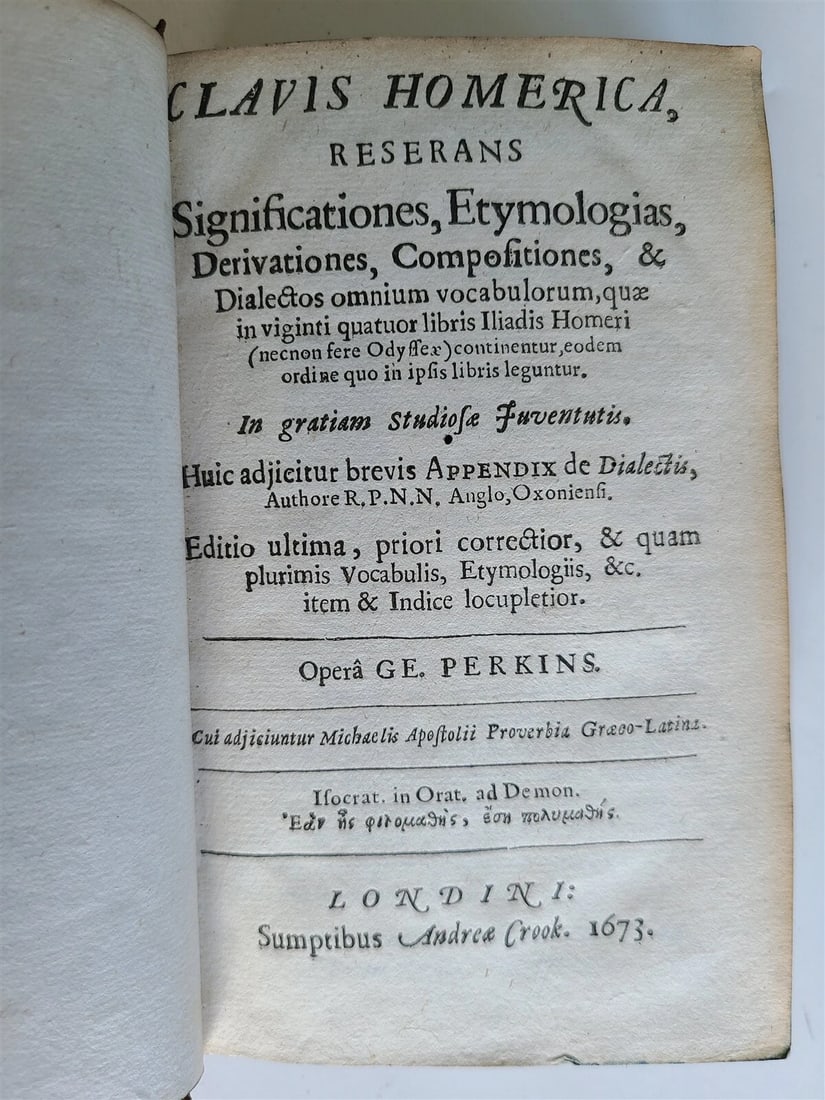 CLAVIS HOMERICA,
RESERANS
Significationes, Etymologias,
Derivationes, Compoſitiones, &
Dialectos omnium vocabulorum, quæ
in viginti quatuor libris Iliadis Homeri
(necnon fere Odyſſeæ) continentur, eodem
ordine quo in ipſis libris leguntur.
In gratiam Studioſæ Juventutis.
Huic adjicitur brevis APPENDIX de Dialectis,
Authore R.P.N.N. Anglo, Oxonienſi.
Editio ultima, priori correctior, & quam
plurimis Vocabulis, Etymologiis, &c.
item & Indice locupletior.
Operâ GE. PERKINS.
Cui adjiciuntur Michaelis Apoſtolii Proverbia Græco-Latina.
Iſocrat. in Orat. ad Demon.
Ἐὰν ᾖς φιλομαθὴς, ἔσῃ πολυμαθής.
LONDINI:
Sumptibus Andreæ Crook. 1673.